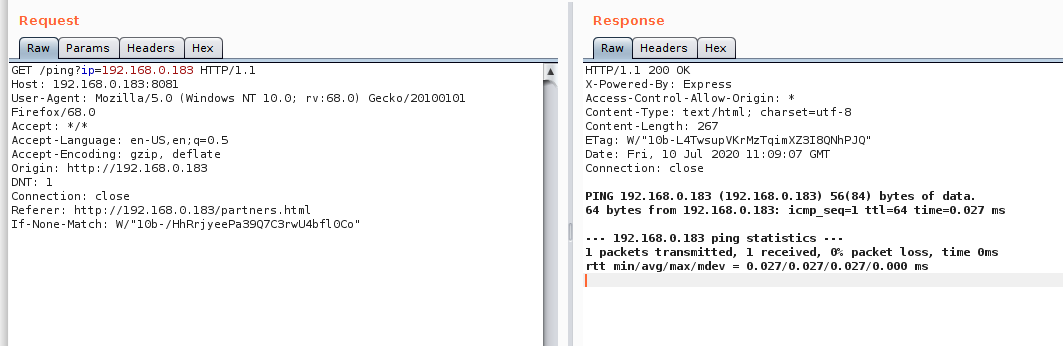 Request
Raw Params Headers Hex
GET /ping?ip=192.168.0.183 HTTP/1.1
Host: 192.168.0.183:8081
User-Agent: Mozilla/5.0 (Windows NT 10.0; rv:68.0) Gecko/20100101
Firefox/68.0
Accept: */*
Accept-Language: en-US,en;q=0.5
Accept-Encoding: gzip, deflate
Origin: http://192.168.0.183
DNT: 1
Connection: close
Referer: http://192.168.0.183/partners.html
If-None-Match: W/"10b-/HhRrjyeePa39Q7C3rwU4bfl0Co"
Response
Raw Headers Hex
HTTP/1.1 200 OK
X-Powered-By: Express
Access-Control-Allow-Origin: *
Content-Type: text/html; charset=utf-8
Content-Length: 267
ETag: W/"10b-L4TwsupVKrMzTqimXZ3I8QNhPJQ"
Date: Fri, 10 Jul 2020 11:09:07 GMT
Connection: close
PING 192.168.0.183 (192.168.0.183) 56(84) bytes of data.
64 bytes from 192.168.0.183: icmp_seq=1 ttl=64 time=0.027 ms
--- 192.168.0.183 ping statistics ---
1 packets transmitted, 1 received, 0% packet loss, time 0ms
rtt min/avg/max/mdev = 0.027/0.027/0.027/0.000 ms